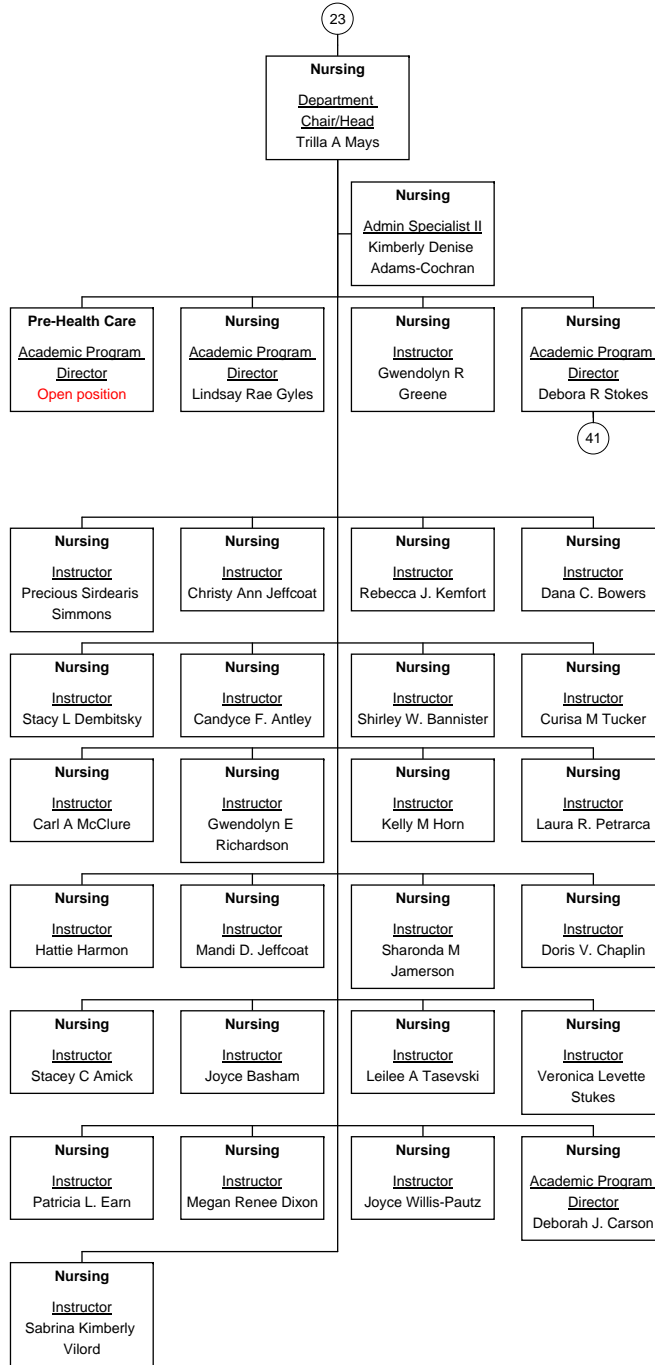 23
Nursing
Department
Chair/Head
Trilla A Mays
Nursing
Admin Specialist II
Kimberly Denise
Adams-Cochran
Pre-Health Care
Academic Program
Director
Open position
Nursing
Academic Program
Director
Lindsay Rae Gyles
Nursing
Instructor
Gwendolyn R
Greene
Nursing
Academic Program
Director
Debora R Stokes
41
Nursing
Instructor
Precious Sirdearis
Simmons
Nursing
Instructor
Christy Ann Jeffcoat
Nursing
Instructor
Rebecca J. Kemfort
Nursing
Instructor
Dana C. Bowers
Nursing
Instructor
Stacy L Dembitsky
Nursing
Instructor
Candyce F. Antley
Nursing
Instructor
Shirley W. Bannister
Nursing
Instructor
Curisa M Tucker
Nursing
Instructor
Carl A McClure
Nursing
Instructor
Gwendolyn E
Richardson
Nursing
Instructor
Kelly M Horn
Nursing
Instructor
Laura R. Petrarca
Nursing
Instructor
Hattie Harmon
Nursing
Instructor
Mandi D. Jeffcoat
Nursing
Instructor
Sharonda M
Jamerson
Nursing
Instructor
Doris V. Chaplin
Nursing
Instructor
Stacey C Amick
Nursing
Instructor
Joyce Basham
Nursing
Instructor
Leilee A Tasevski
Nursing
Instructor
Veronica Levette
Stukes
Nursing
Instructor
Patricia L. Earn
Nursing
Instructor
Megan Renee Dixon
Nursing
Instructor
Joyce Willis-Pautz
Nursing
Academic Program
Director
Deborah J. Carson
Nursing
Instructor
Sabrina Kimberly
Vilord